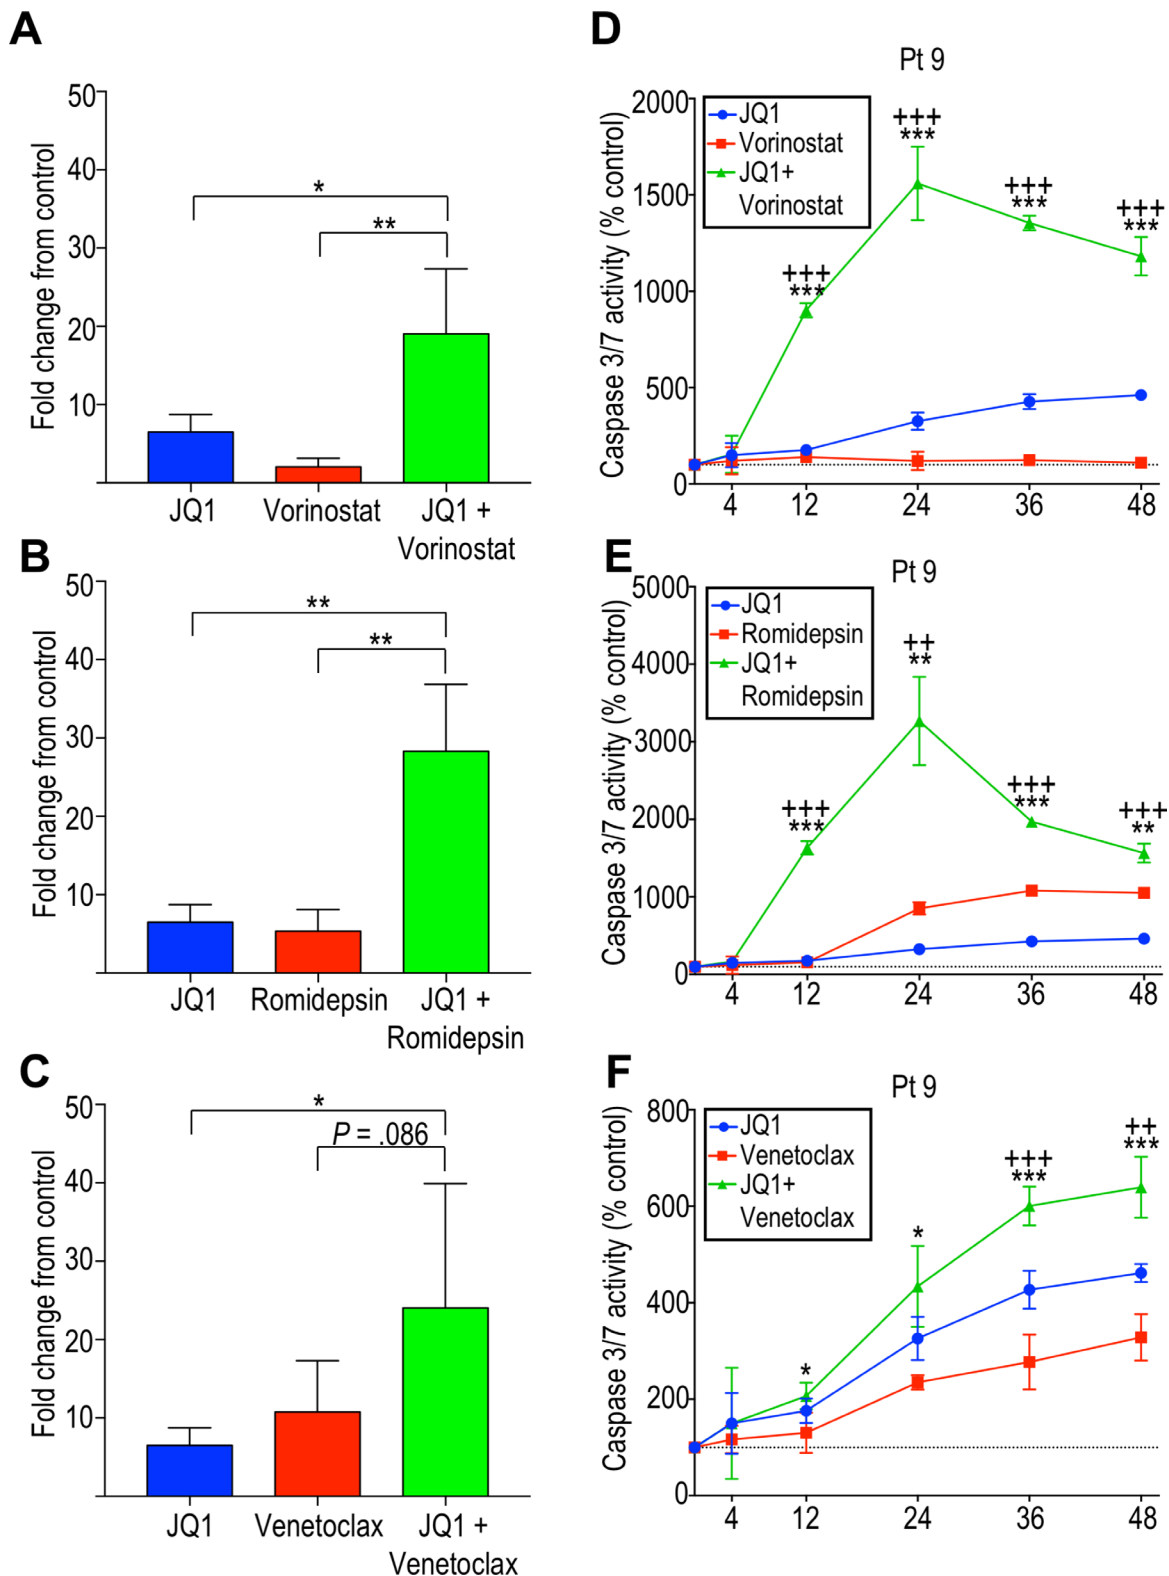 A
Fold change from control
50
40
30
20
10
*
**
JQ1
Vorinostat
JQ1 +
Vorinostat
B
Fold change from control
50
40
30
20
10
**
**
JQ1
Romidepsin
JQ1 +
Romidepsin
C
Fold change from control
50
40
30
20
10
*
P = .086
JQ1
Venetoclax
JQ1 +
Venetoclax
D
Pt 9
Caspase 3/7 activity (% control)
2000
1500
1000
500
0
JQ1
Vorinostat
JQ1+
Vorinostat
+++
***
+++
***
+++
***
+++
***
4
12
24
36
48
E
Pt 9
Caspase 3/7 activity (% control)
5000
4000
3000
2000
1000
0
JQ1
Romidepsin
JQ1+
Romidepsin
+++
***
++
**
+++
***
+++
**
4
12
24
36
48
F
Pt 9
Caspase 3/7 activity (% control)
800
600
400
200
0
JQ1
Venetoclax
JQ1+
Venetoclax
*
*
+++
***
++
***
4
12
24
36
48